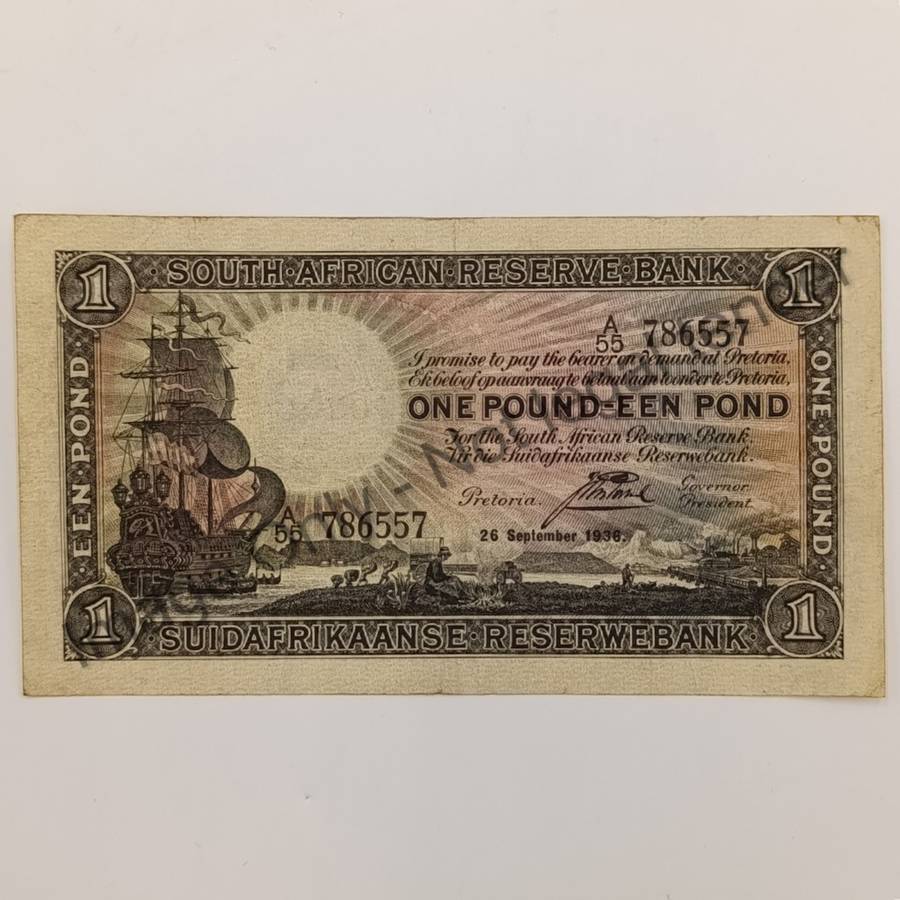 1 · SOUTH · AFRICAN · RESERVE · BANK · 1
A/55 786557
I promise to pay the bearer on demand at Pretoria,
Ek beloof op aanvraag te betaal aan toonder te Pretoria,
ONE POUND-EEN POND
For the South African Reserve Bank.
Vir die Suidafrikaanse Reserwebank.
Pretoria.
Governor.
President.
A/55 786557
26 September 1936.
· EEN POND ·
· ONE POUND ·
1 · SUIDAFRIKAANSE · RESERWEBANK · 1